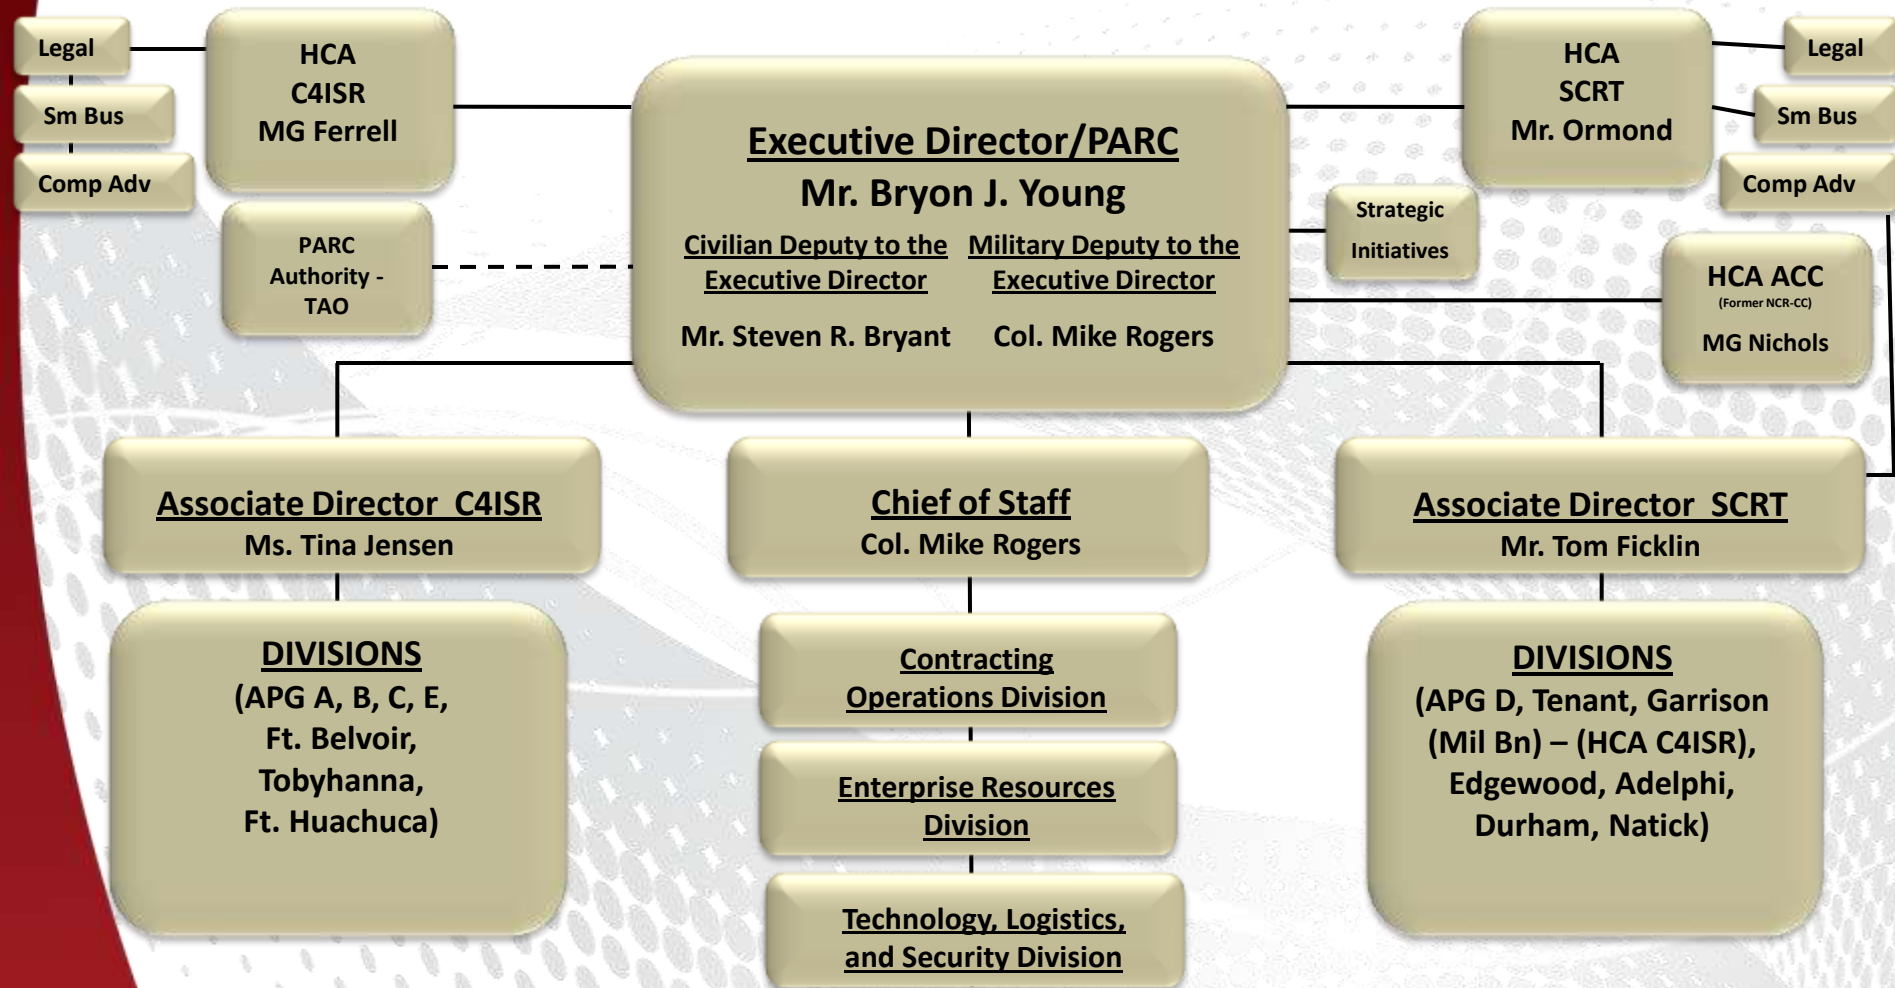 Legal
Sm Bus
Comp Adv
HCA
C4ISR
MG Ferrell
PARC
Authority -
TAO
Executive Director/PARC
Mr. Bryon J. Young
Civilian Deputy to the
Executive Director
Mr. Steven R. Bryant
Military Deputy to the
Executive Director
Col. Mike Rogers
HCA
SCRT
Mr. Ormond
Legal
Sm Bus
Comp Adv
Strategic
Initiatives
HCA ACC
(Former NCR-CC)
MG Nichols
Associate Director  C4ISR
Ms. Tina Jensen
Chief of Staff
Col. Mike Rogers
Associate Director  SCRT
Mr. Tom Ficklin
DIVISIONS
(APG A, B, C, E,
Ft. Belvoir,
Tobyhanna,
Ft. Huachuca)
Contracting
Operations Division
Enterprise Resources
Division
Technology, Logistics,
and Security Division
DIVISIONS
(APG D, Tenant, Garrison
(Mil Bn) – (HCA C4ISR),
Edgewood, Adelphi,
Durham, Natick)